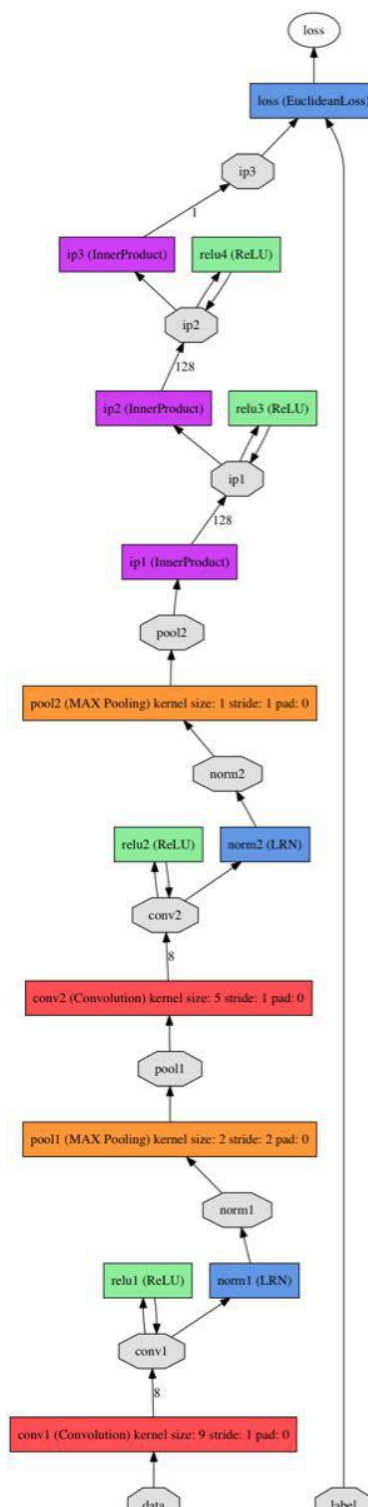 loss
loss (EuclideanLoss)
ip3
1
ip3 (InnerProduct)
relu4 (ReLU)
ip2
128
ip2 (InnerProduct)
relu3 (ReLU)
ip1
128
ip1 (InnerProduct)
pool2
pool2 (MAX Pooling) kernel size: 1 stride: 1 pad: 0
norm2
relu2 (ReLU)
norm2 (LRN)
conv2
8
conv2 (Convolution) kernel size: 5 stride: 1 pad: 0
pool1
pool1 (MAX Pooling) kernel size: 2 stride: 2 pad: 0
norm1
relu1 (ReLU)
norm1 (LRN)
conv1
8
conv1 (Convolution) kernel size: 9 stride: 1 pad: 0
data
label